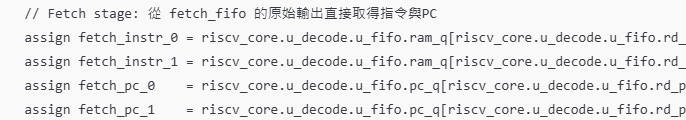 // Fetch stage: 從 fetch_fifo 的原始輸出直接取得指令與PC
assign fetch_instr_0 = riscv_core.u_decode.u_fifo.ram_q[riscv_core.u_decode.u_fifo.rd_
assign fetch_instr_1 = riscv_core.u_decode.u_fifo.ram_q[riscv_core.u_decode.u_fifo.rd_
assign fetch_pc_0    = riscv_core.u_decode.u_fifo.pc_q[riscv_core.u_decode.u_fifo.rd_p
assign fetch_pc_1    = riscv_core.u_decode.u_fifo.pc_q[riscv_core.u_decode.u_fifo.rd_p